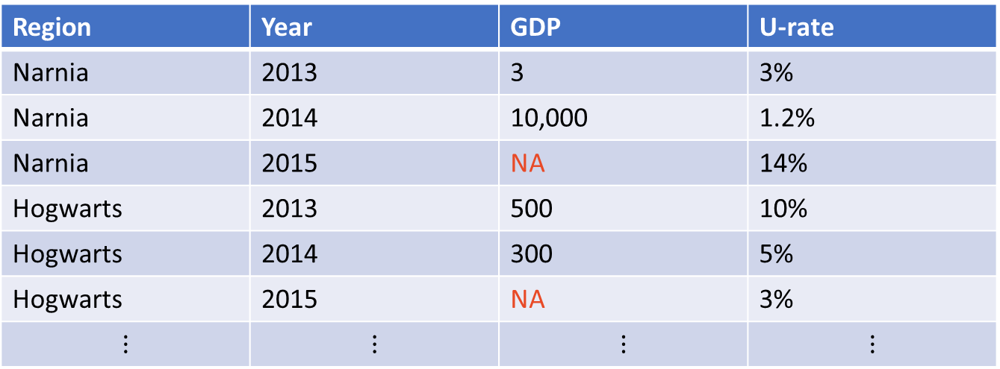 Region Year GDP U-rate
Narnia 2013 3 3%
Narnia 2014 10,000 1.2%
Narnia 2015 NA 14%
Hogwarts 2013 500 10%
Hogwarts 2014 300 5%
Hogwarts 2015 NA 3%
⋮ ⋮ ⋮ ⋮